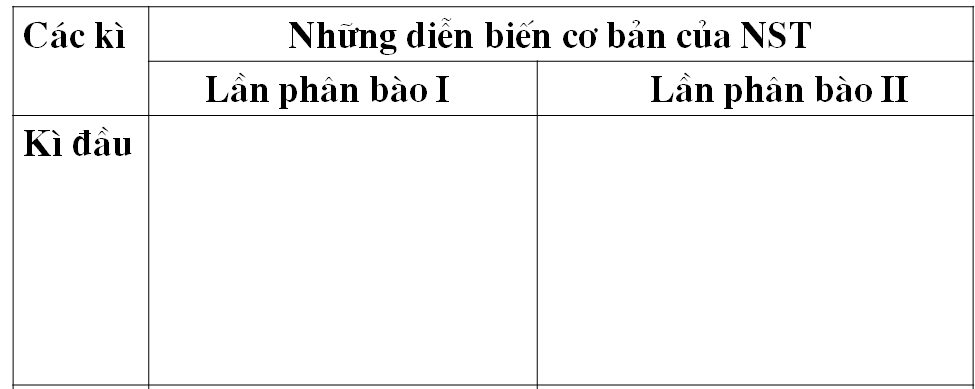 Các kì
Những diễn biến cơ bản của NST
Lần phân bào I
Lần phân bào II
Kì đầu